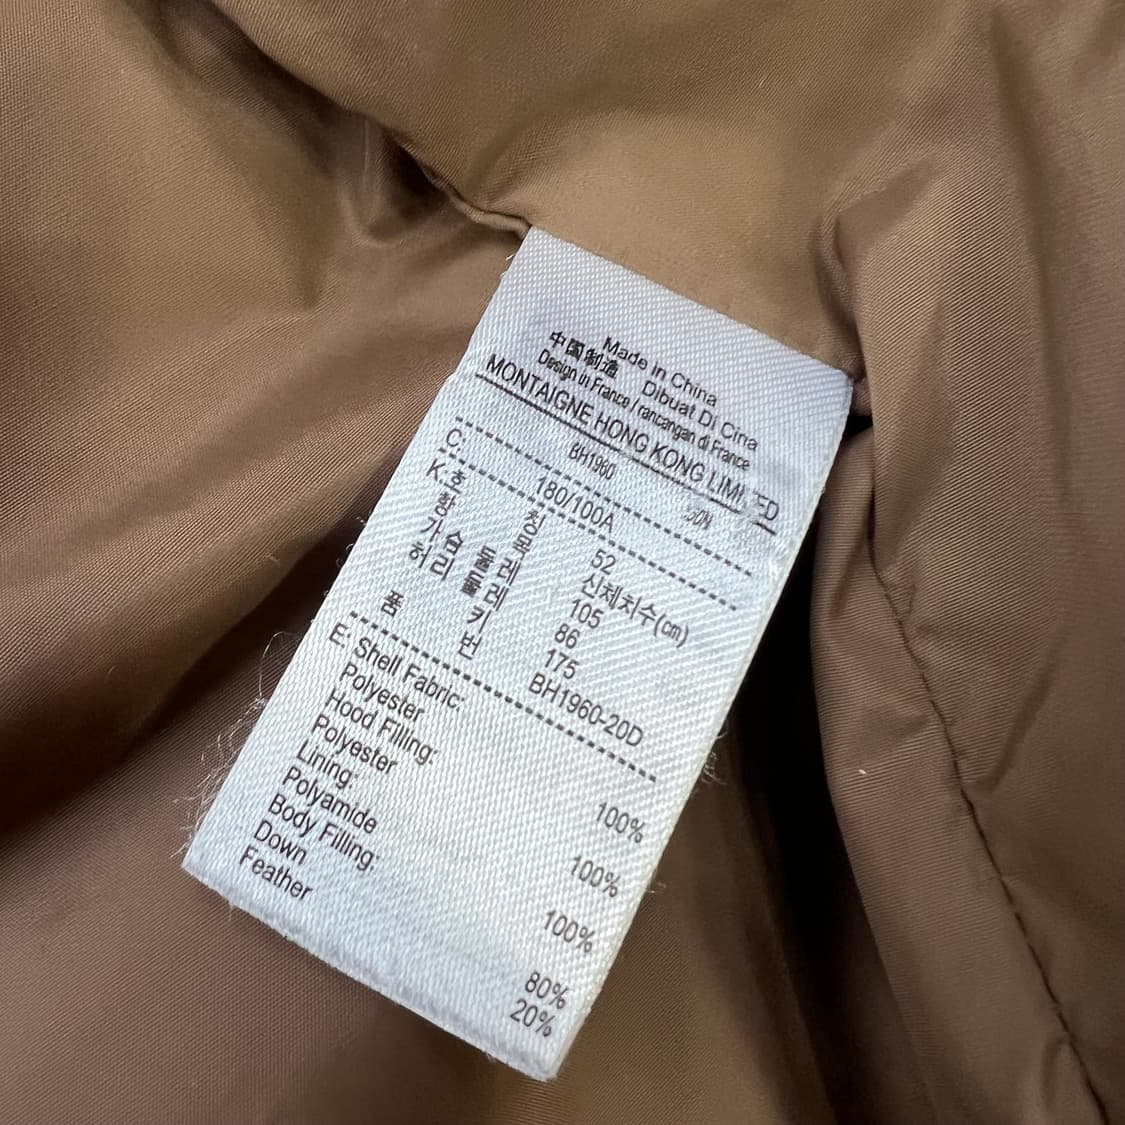 Made in China
中国制造 Dibuat Di Cina
Design in France / rancangan di France
MONTAIGNE HONG KONG LIMITED
BH1960
C: 180/100A
K: 호칭 52
항목 신체치수(cm)
가슴둘레 105
허리둘레 86
키 175
품번 BH1960-20D
E: Shell Fabric:
Polyester 100%
Hood Filling:
Polyester 100%
Lining:
Polyamide 100%
Body Filling:
Down 80%
Feather 20%